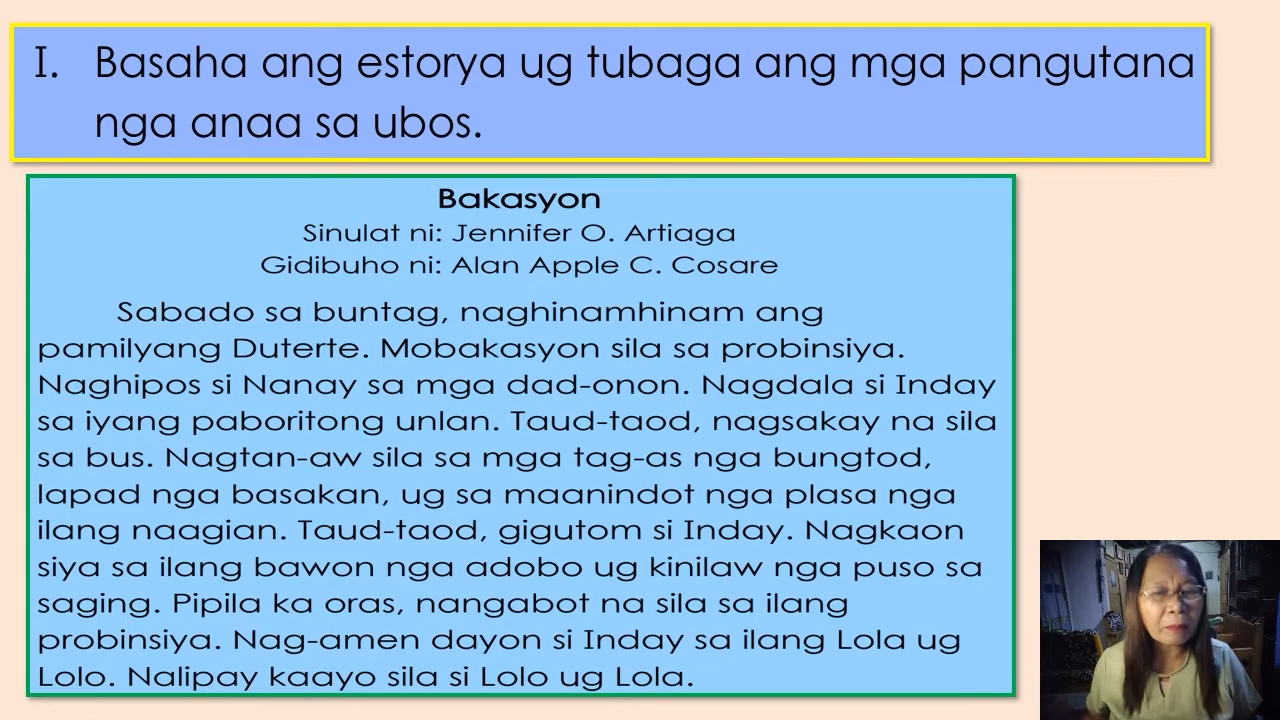 I. Basaha ang estorya ug tubaga ang mga pangutana
nga anaa sa ubos.
Bakasyon
Sinulat ni: Jennifer O. Artiaga
Gidibuho ni: Alan Apple C. Cosare
Sabado sa buntag, naghinamhinam ang
pamilyang Duterte. Mobakasyon sila sa probinsiya.
Naghipos si Nanay sa mga dad-onon. Nagdala si Inday
sa iyang paboritong unlan. Taud-taod, nagsakay na sila
sa bus. Nagtan-aw sila sa mga tag-as nga bungtod,
lapad nga basakan, ug sa maanindot nga plasa nga
ilang naagian. Taud-taod, gigutom si Inday. Nagkaon
siya sa ilang bawon nga adobo ug kinilaw nga puso sa
saging. Pipila ka oras, nangabot na sila sa ilang
probinsiya. Nag-amen dayon si Inday sa ilang Lola ug
Lolo. Nalipay kaayo sila si Lolo ug Lola.